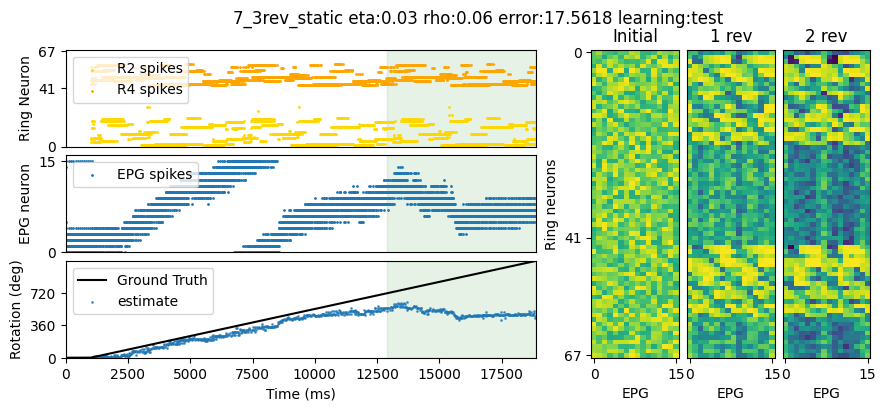 7_3rev_static eta:0.03 rho:0.06 error:17.5618 learning:test
Ring Neuron
67
41
0
R2 spikes
R4 spikes
EPG neuron
15
0
EPG spikes
Rotation (deg)
720
360
0
Ground Truth
estimate
0 2500 5000 7500 10000 12500 15000 17500
Time (ms)
Initial 1 rev 2 rev
Ring neurons
0
41
67
0 15 0 15 0 15
EPG EPG EPG